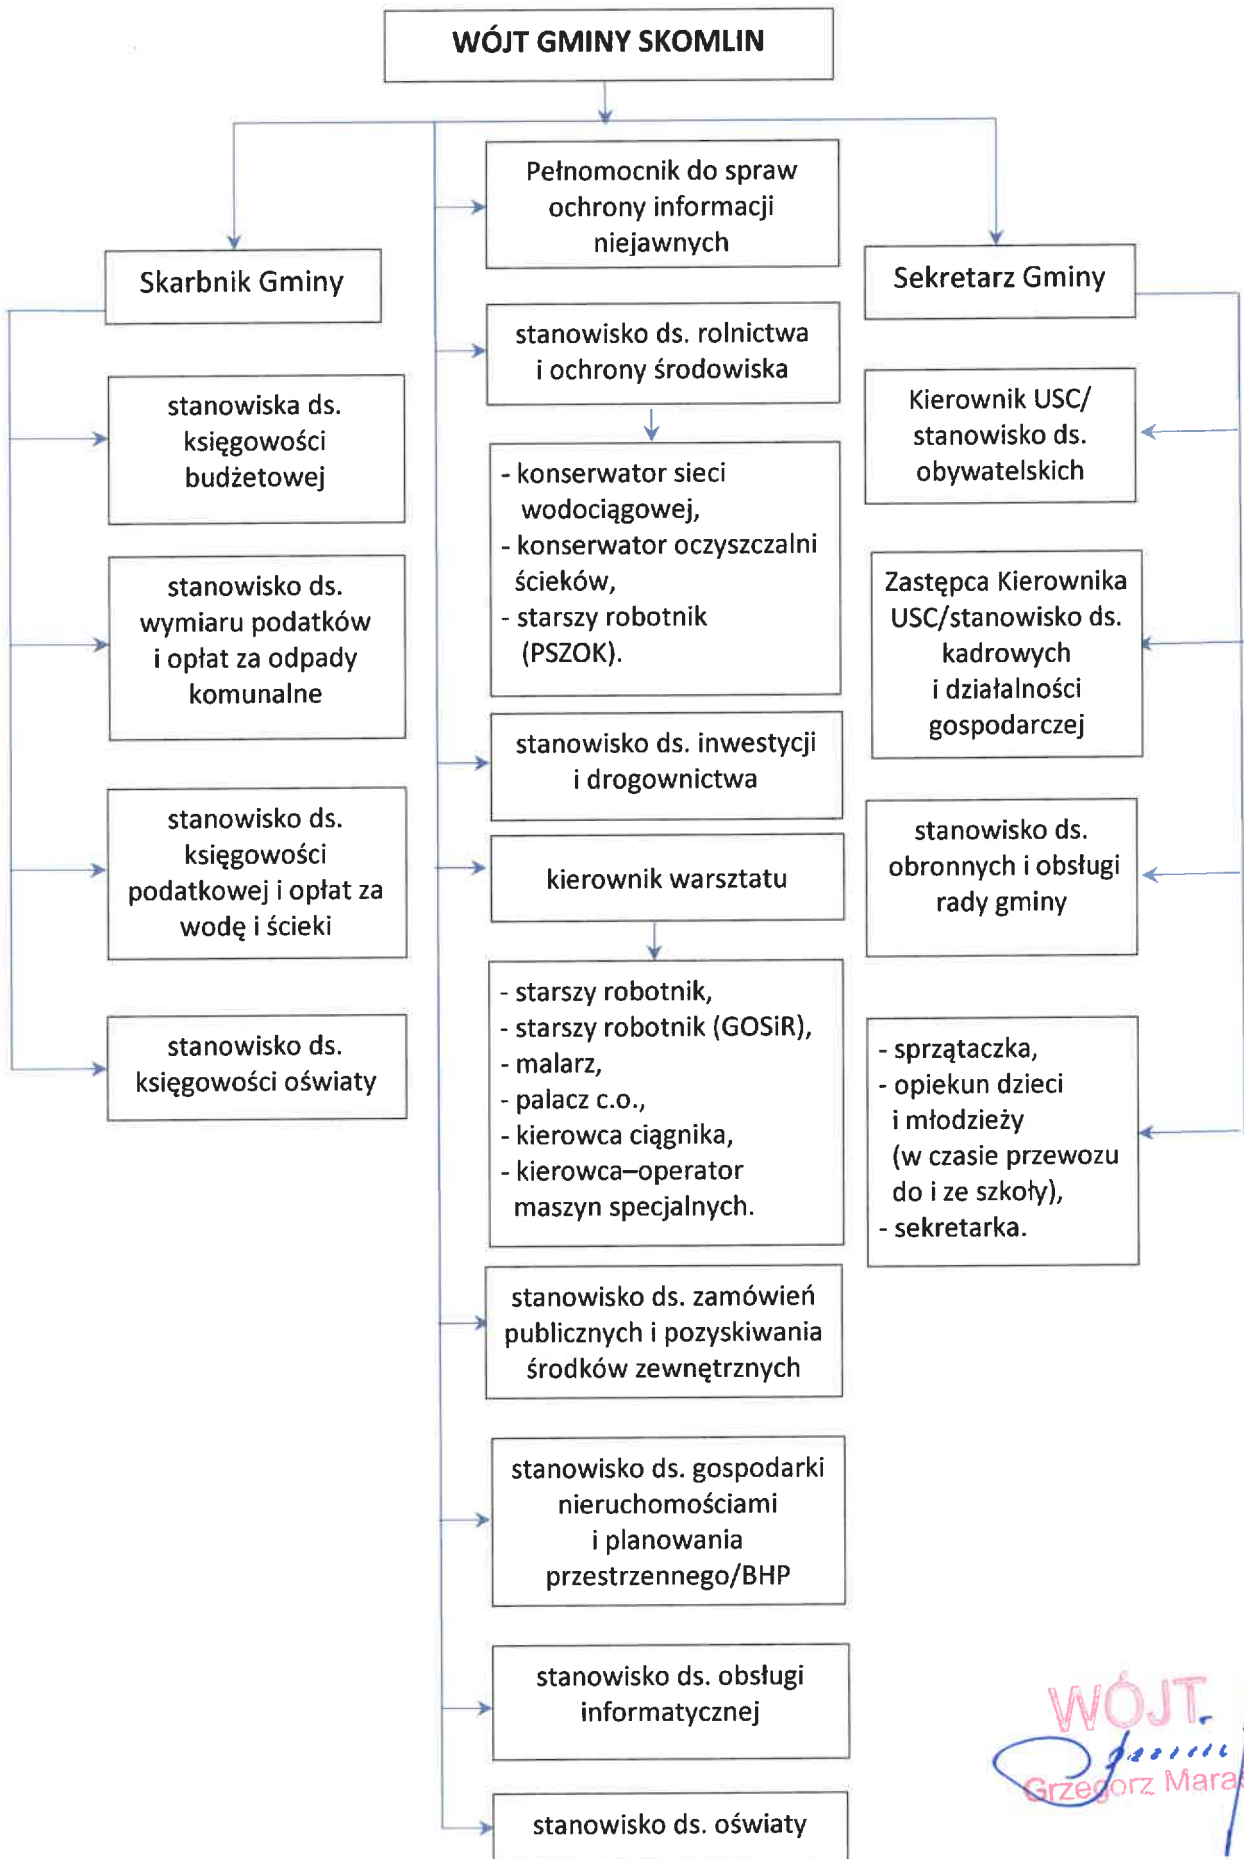 WÓJT GMINY SKOMLIN
Pełnomocnik do spraw
ochrony informacji
niejawnych
Skarbnik Gminy
Sekretarz Gminy
stanowisko ds. rolnictwa
i ochrony środowiska
stanowiska ds.
księgowości
budżetowej
Kierownik USC/
stanowisko ds.
obywatelskich
- konserwator sieci
wodociągowej,
- konserwator oczyszczalni
ścieków,
- starszy robotnik
(PSZOK).
stanowisko ds.
wymiaru podatków
i opłat za odpady
komunalne
Zastępca Kierownika
USC/stanowisko ds.
kadrowych
i działalności
gospodarczej
stanowisko ds. inwestycji
i drogownictwa
stanowisko ds.
księgowości
podatkowej i opłat za
wodę i ścieki
kierownik warsztatu
stanowisko ds.
obronnych i obsługi
rady gminy
- starszy robotnik,
- starszy robotnik (GOSiR),
- malarz,
- palacz c.o.,
- kierowca ciągnika,
- kierowca–operator
maszyn specjalnych.
stanowisko ds.
księgowości oświaty
- sprzątaczka,
- opiekun dzieci
i młodzieży
(w czasie przewozu
do i ze szkoły),
- sekretarka.
stanowisko ds. zamówień
publicznych i pozyskiwania
środków zewnętrznych
stanowisko ds. gospodarki
nieruchomościami
i planowania
przestrzennego/BHP
stanowisko ds. obsługi
informatycznej
stanowisko ds. oświaty
WÓJT
Grzegorz